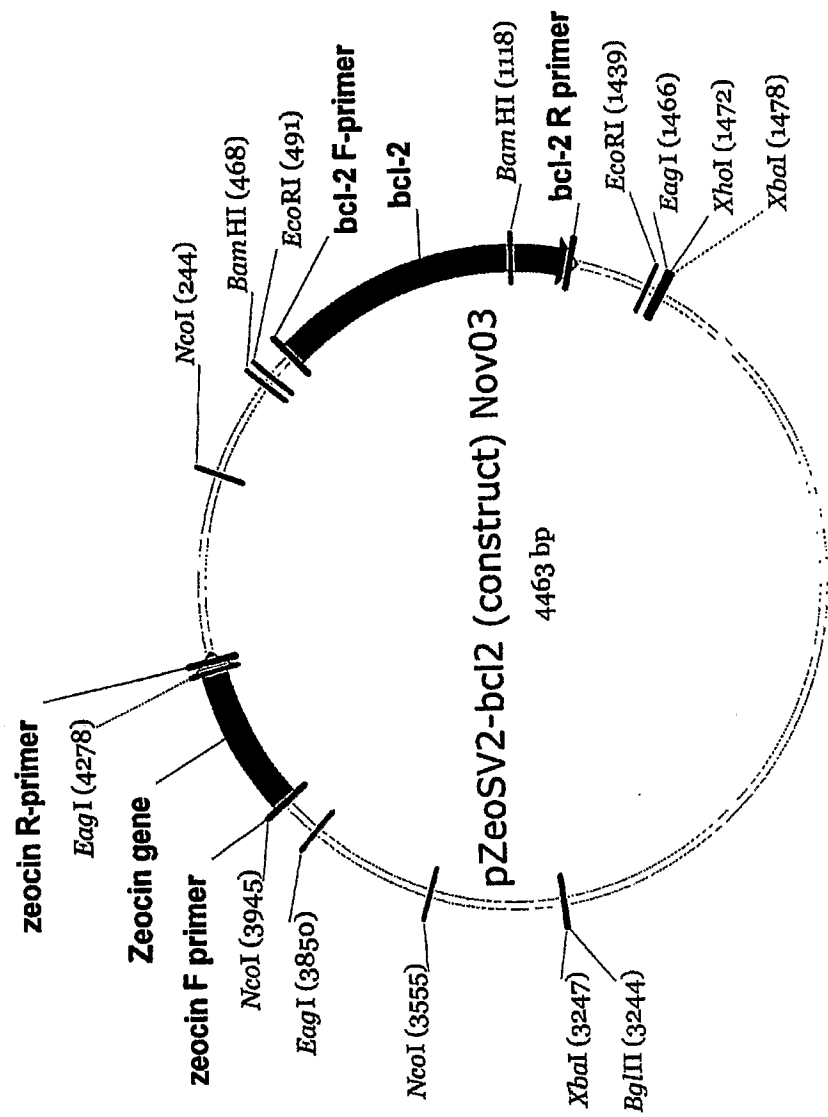 zeocin R-primer
EagI (4278)
Zeocin gene
zeocin F primer
NcoI (3945)
EagI (3850)
NcoI (3555)
XbaI (3247)
BglII (3244)
NcoI (244)
BamHI (468)
EcoRI (491)
bcl-2 F-primer
bcl-2
BamHI (1118)
bcl-2 R primer
EcoRI (1439)
EagI (1466)
XhoI (1472)
XbaI (1478)
pZeoSV2-bcl2 (construct) Nov03
4463 bp